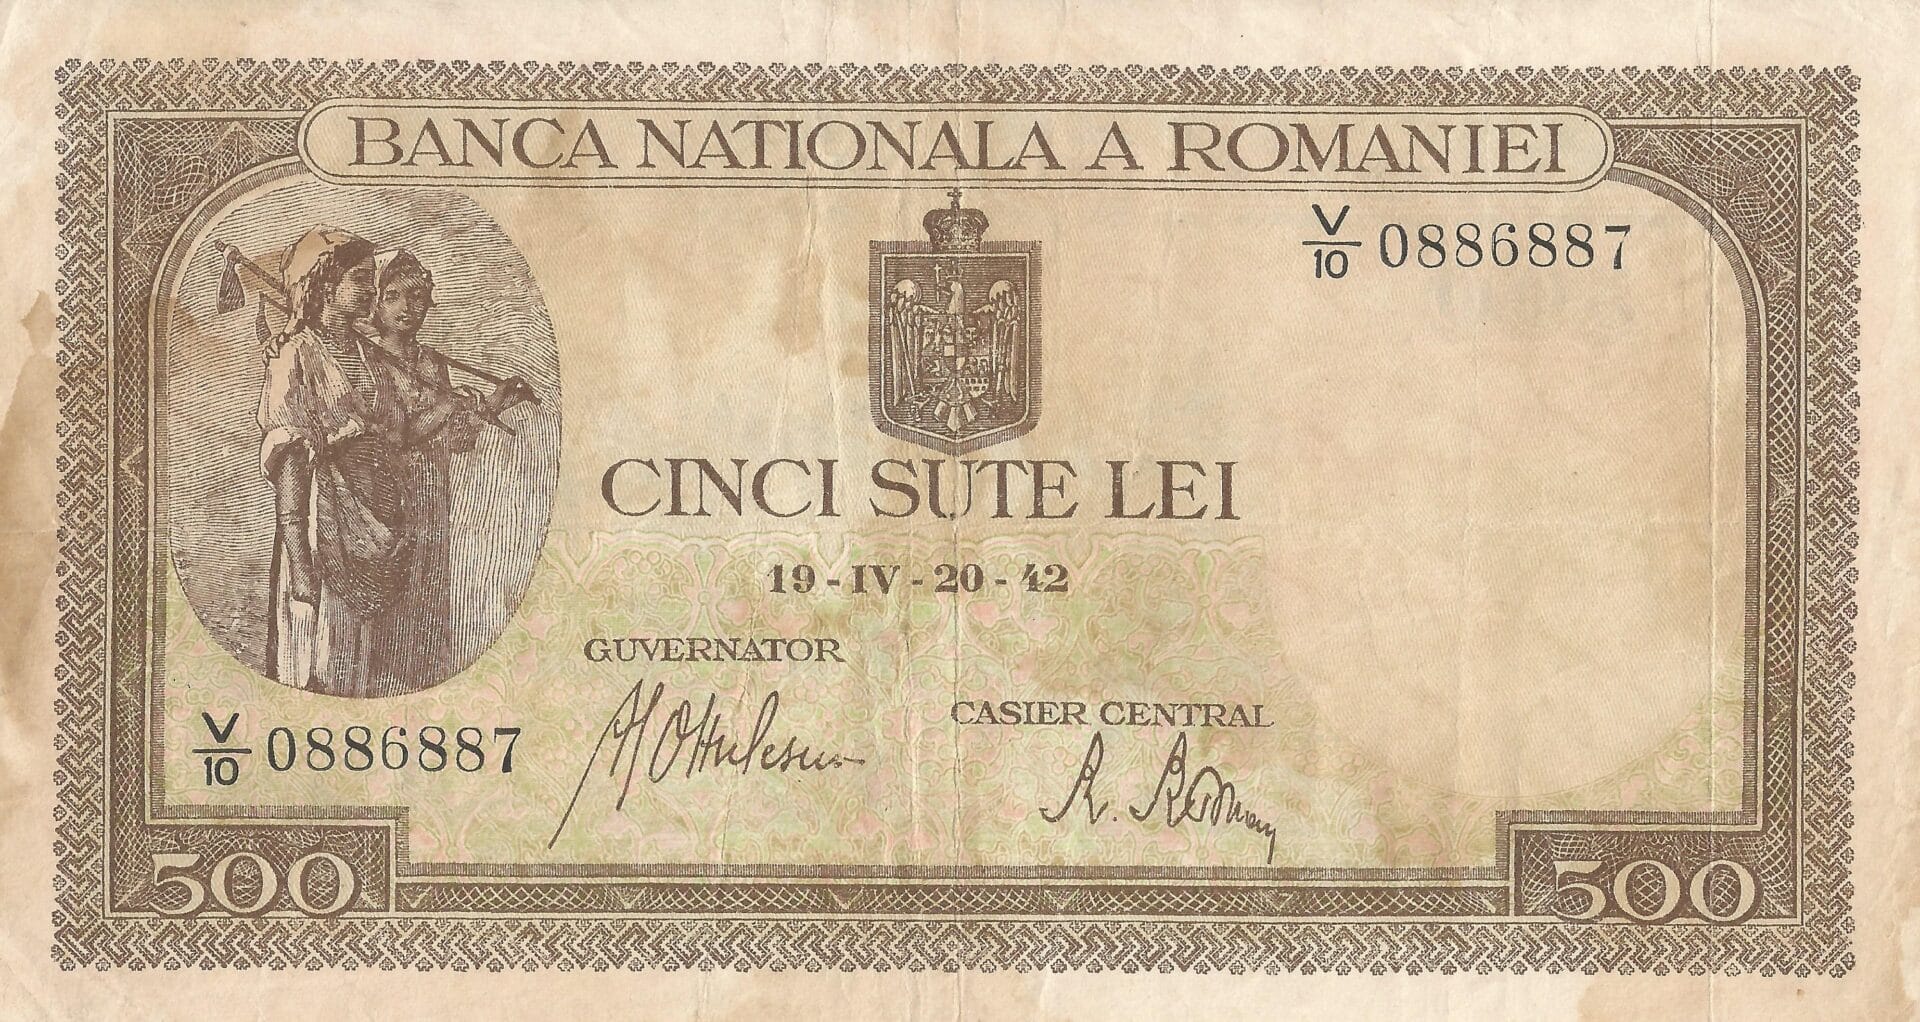 BANCA NATIONALA A ROMANIEI
V/10 0886887
CINCI SUTE LEI
19-IV-20-42
GUVERNATOR
CASIER CENTRAL
V/10 0886887
500
500